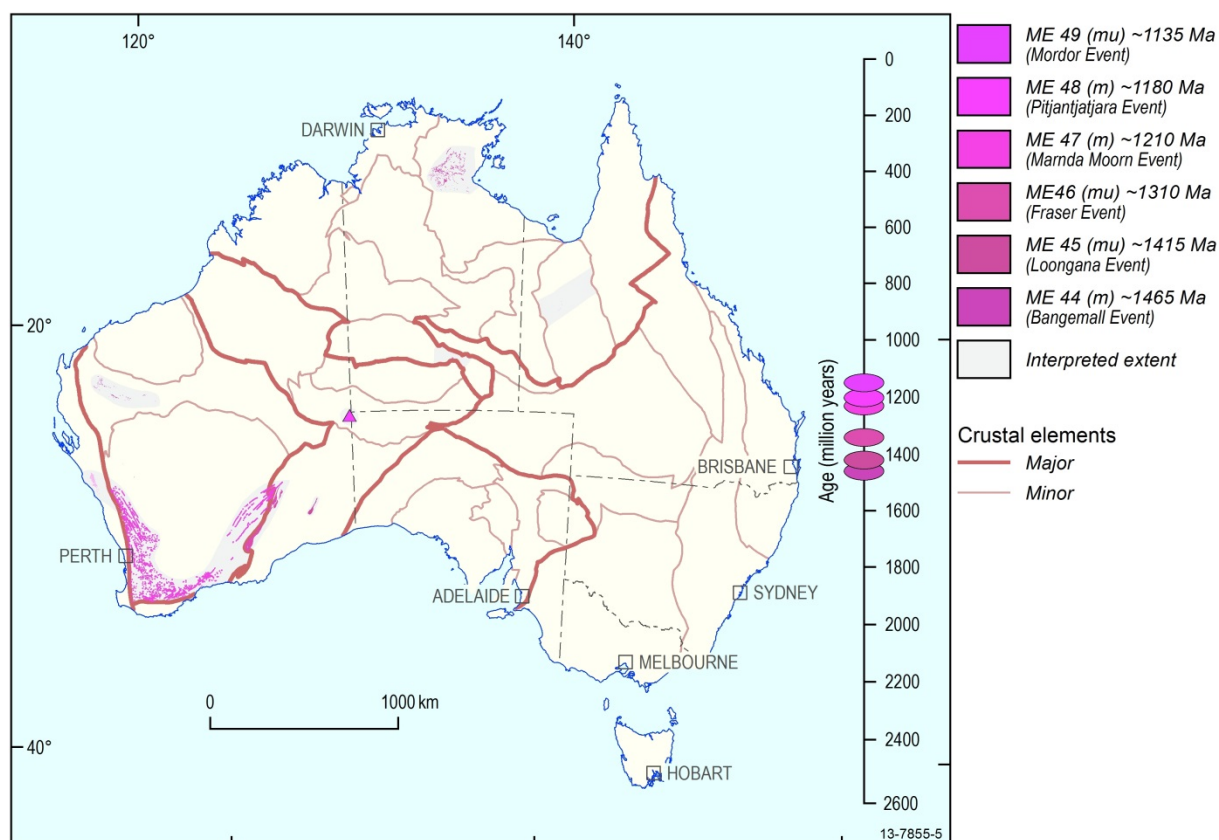 120°
140°
DARWIN
20°
BRISBANE
PERTH
ADELAIDE
SYDNEY
MELBOURNE
0
1000 km
40°
HOBART
Age (million years)
0
200
400
600
800
1000
1200
1400
1600
1800
2000
2200
2400
2600
13-7855-5
ME 49 (mu) ~1135 Ma
(Mordor Event)
ME 48 (m) ~1180 Ma
(Pitjantjatjara Event)
ME 47 (m) ~1210 Ma
(Marnda Moorn Event)
ME46 (mu) ~1310 Ma
(Fraser Event)
ME 45 (mu) ~1415 Ma
(Loongana Event)
ME 44 (m) ~1465 Ma
(Bangemall Event)
Interpreted extent
Crustal elements
Major
Minor